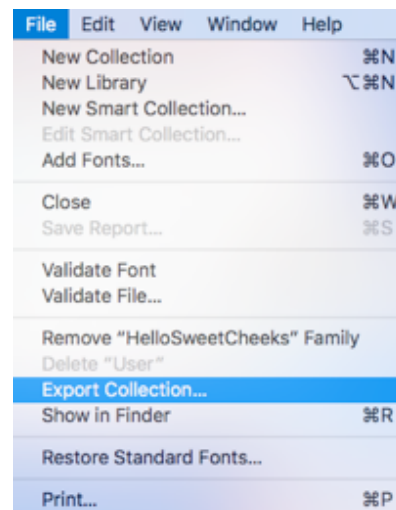 File Edit View Window Help
New Collection ⌘N
New Library ⌥⌘N
New Smart Collection...
Edit Smart Collection...
Add Fonts... ⌘O
Close ⌘W
Save Report... ⌘S
Validate Font
Validate File...
Remove “HelloSweetCheeks” Family
Delete “User”
Export Collection...
Show in Finder ⌘R
Restore Standard Fonts...
Print... ⌘P